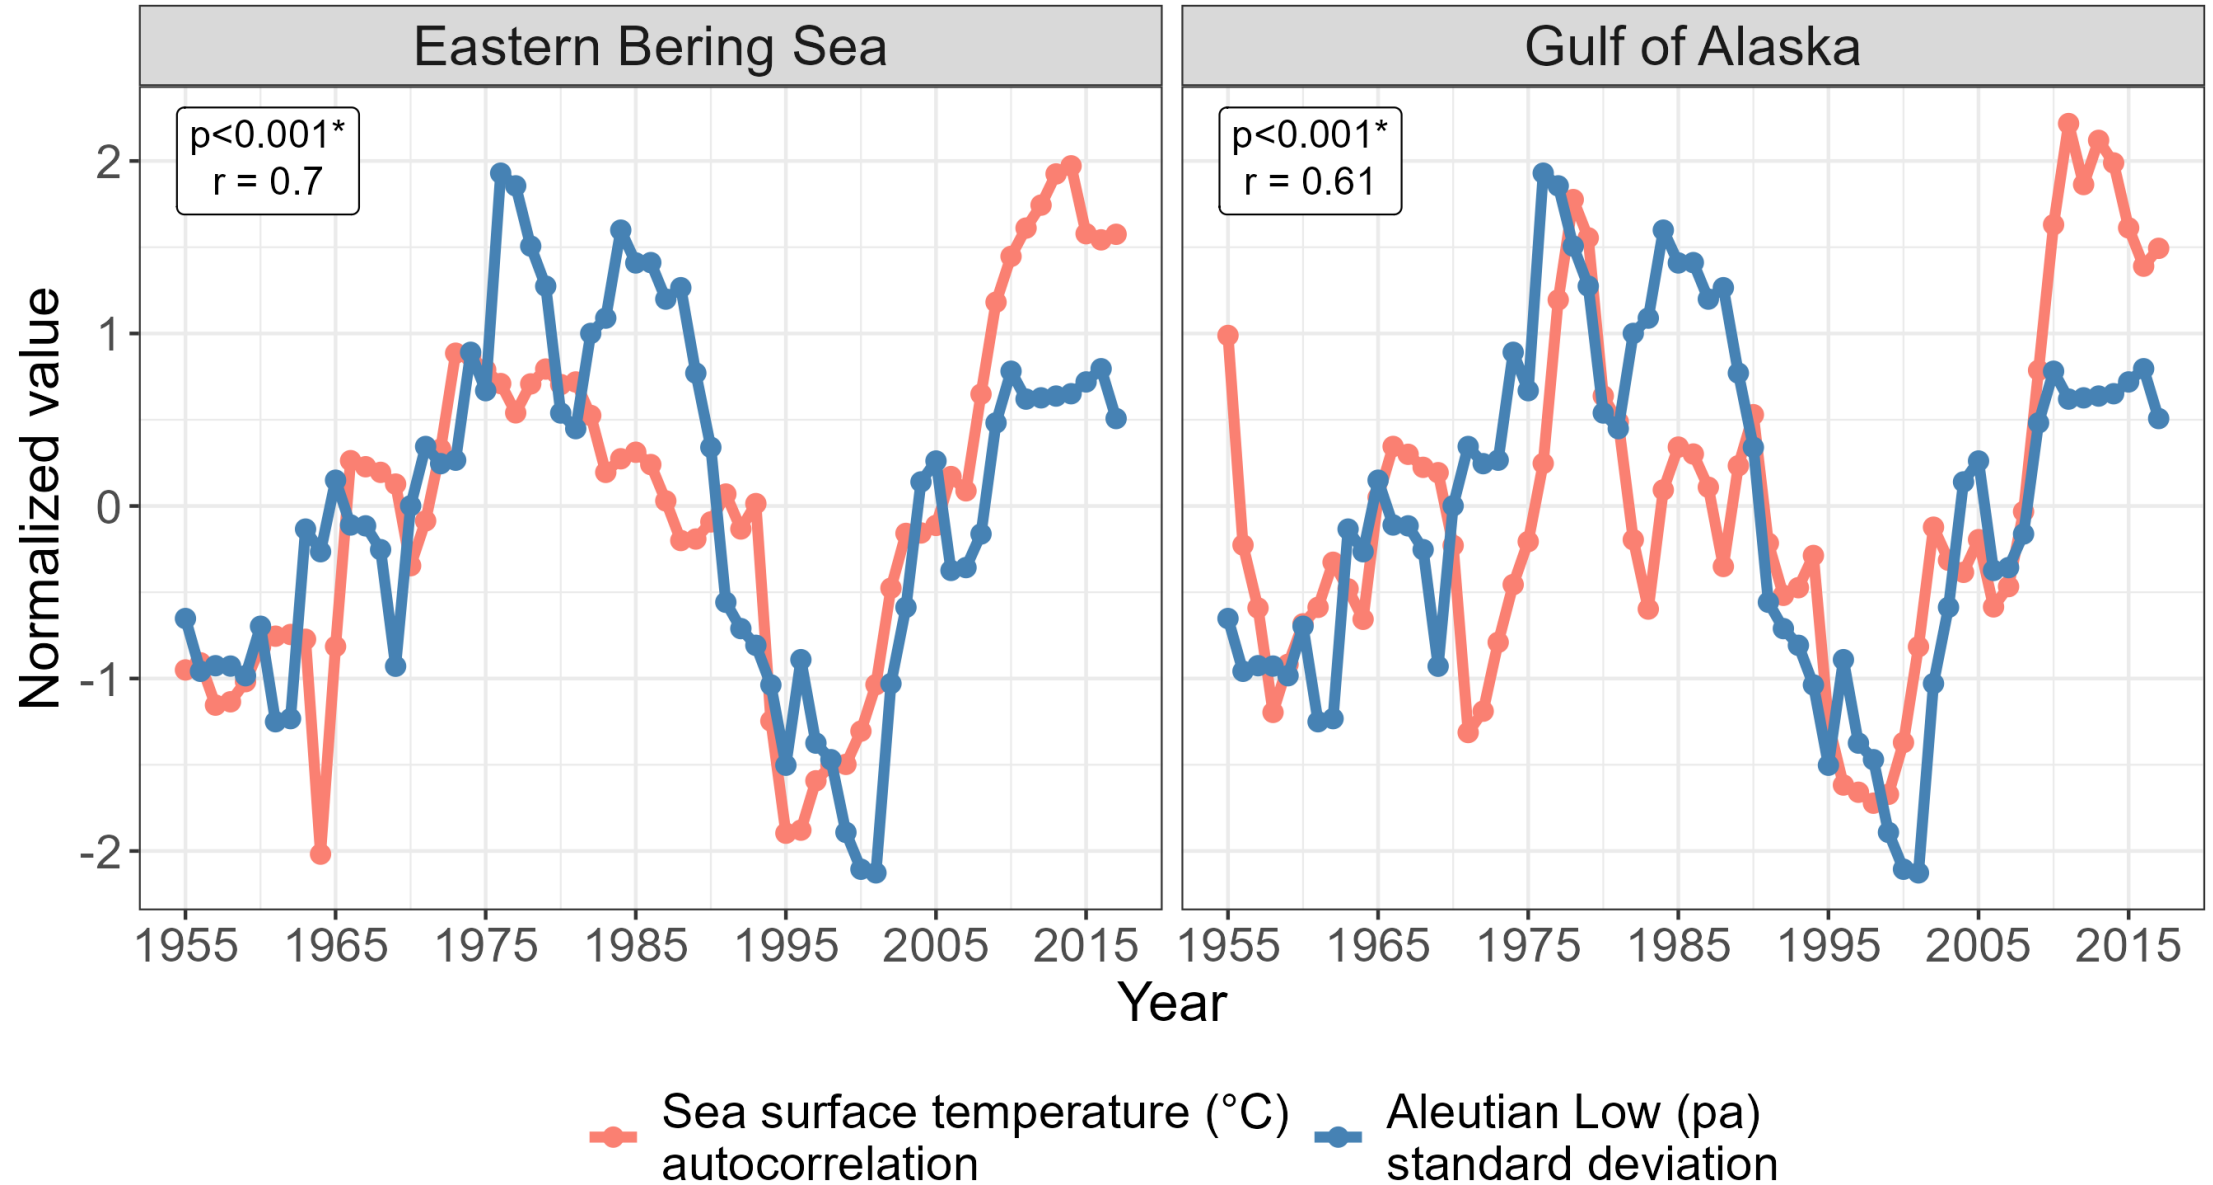 Eastern Bering Sea
Gulf of Alaska
p<0.001*
r = 0.7
p<0.001*
r = 0.61
Normalized value
2
1
0
-1
-2
1955 1965 1975 1985 1995 2005 2015
1955 1965 1975 1985 1995 2005 2015
Year
Sea surface temperature (°C)
autocorrelation
Aleutian Low (pa)
standard deviation